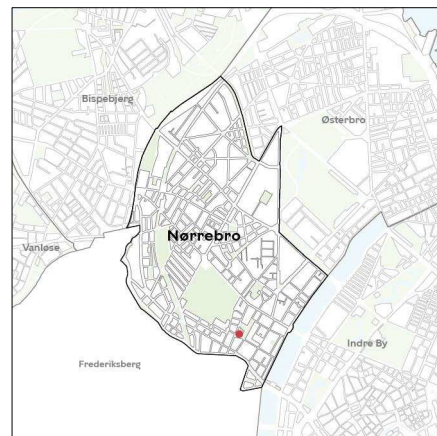 Bispebjerg
Østerbro
Nørrebro
Vanløse
Indre By
Frederiksberg